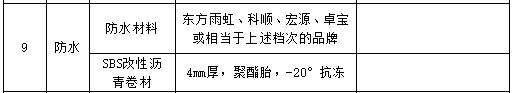 9
防水
防水材料
东方雨虹、科顺、宏源、卓宝
或相当于上述档次的品牌
SBS改性沥
青卷材
4mm厚，聚酯胎，-20°抗冻